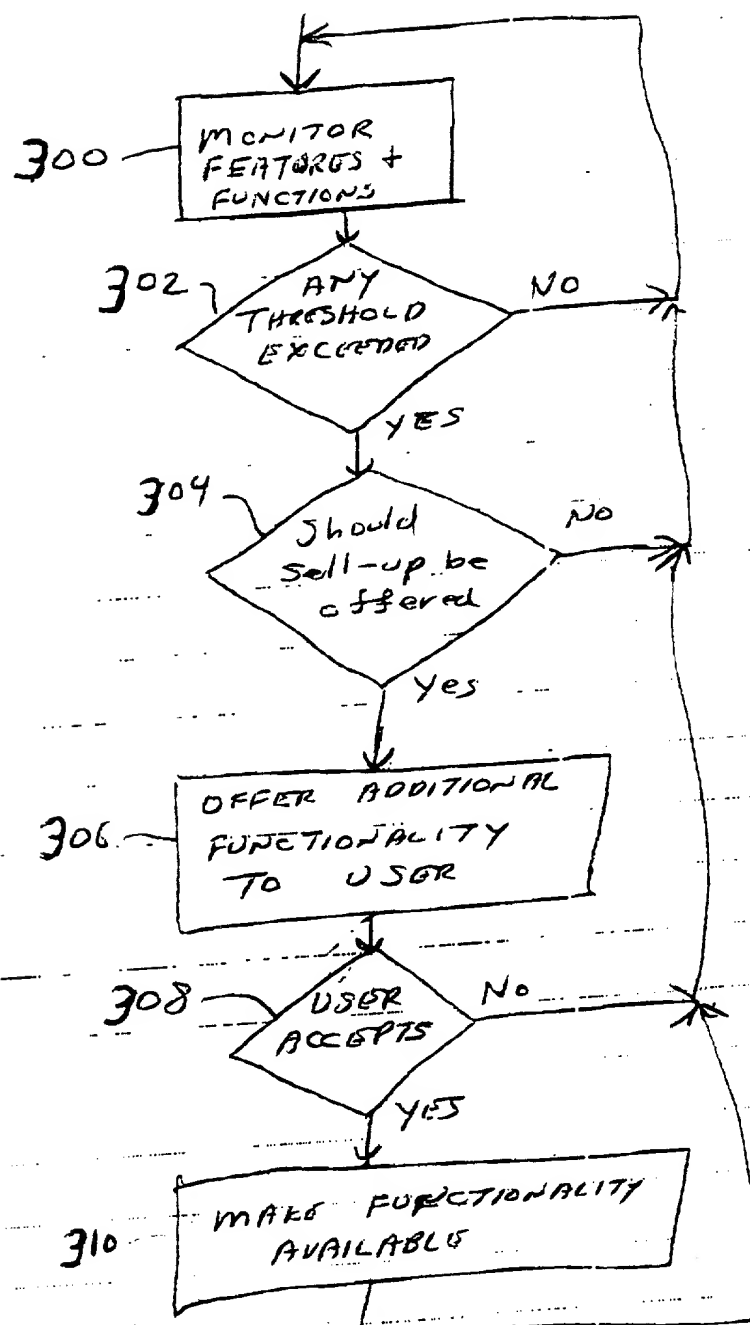 300
MONITOR
FEATURES +
FUNCTIONS
302
ANY
THRESHOLD
EXCEEDED
NO
YES
304
Should
sell-up be
offered
NO
Yes
306
OFFER ADDITIONAL
FUNCTIONALITY
TO USER
308
USER
ACCEPTS
No
YES
310
MAKE FUNCTIONALITY
AVAILABLE